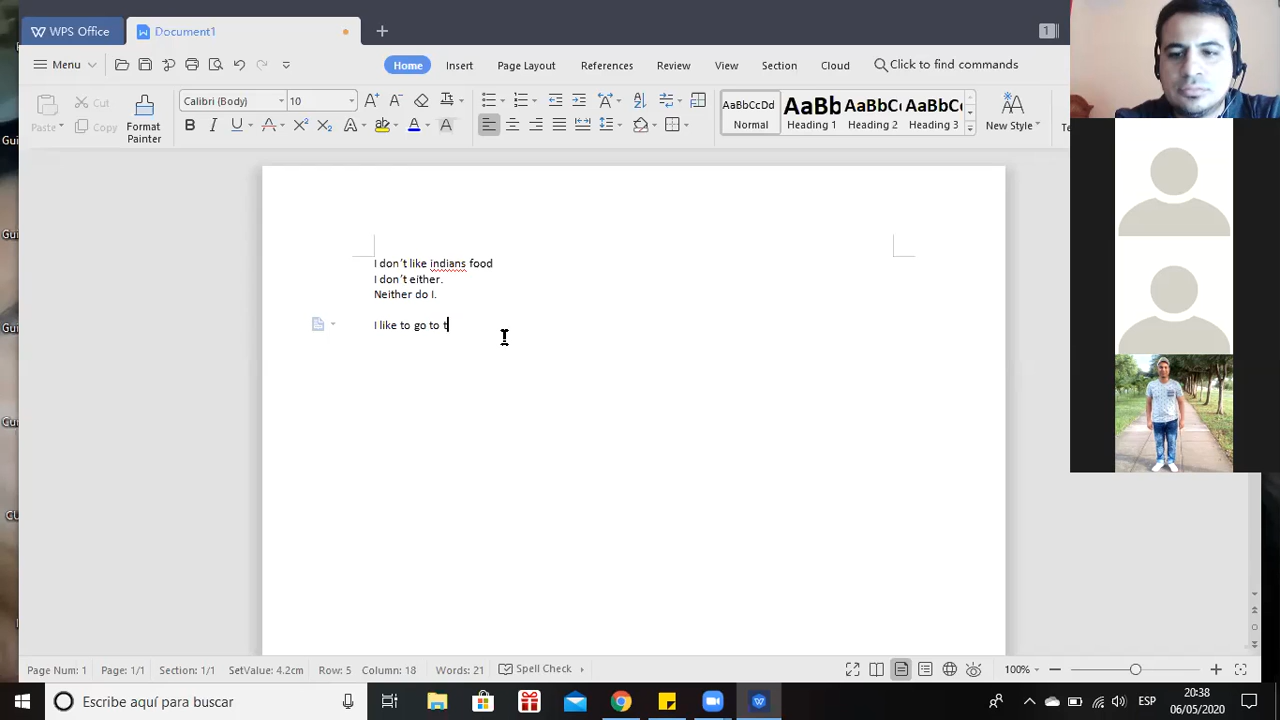 WPS Office
Document1
1
Menu
Home
Insert
Page Layout
References
Review
View
Section
Cloud
Click to find commands
Paste
Cut
Copy
Format
Painter
Calibri (Body)
10
AaBbCcDd
Normal
AaBb
Heading 1
AaBbC
Heading 2
AaBbC
Heading 3
New Style
I don't like indians food
I don't either.
Neither do I.
I like to go to t
Page Num: 1
Page: 1/1
Section: 1/1
SetValue: 4.2cm
Row: 5
Column: 18
Words: 21
Spell Check
100%
Escribe aquí para buscar
ESP
20:38
06/05/2020